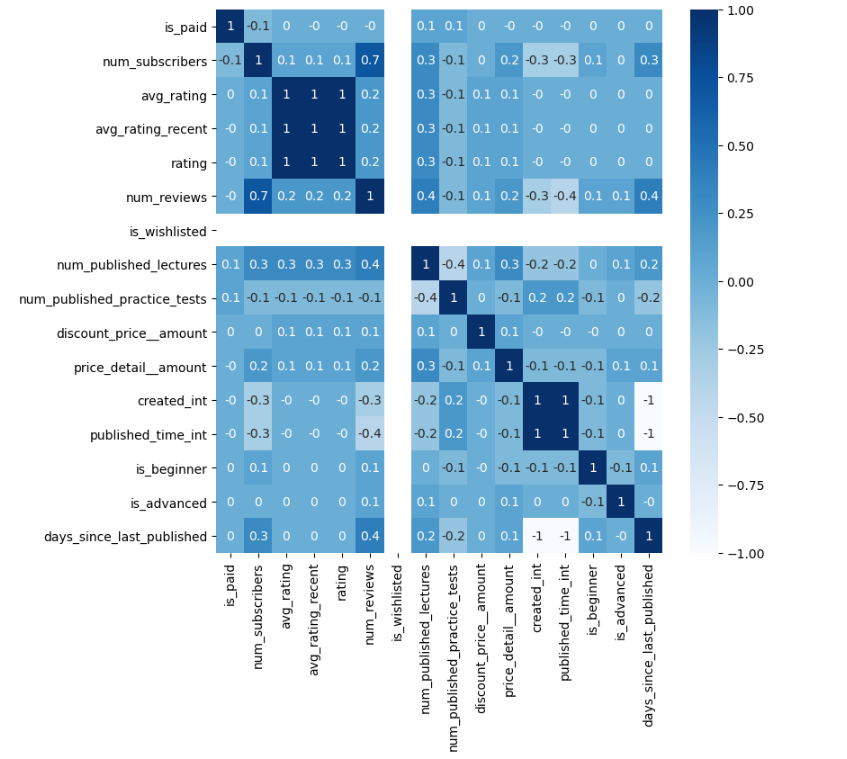 is_paid 1 -0.1 0 -0 -0 -0 0.1 0.1 0 -0 -0 -0 0 0 0 1.00
num_subscribers -0.1 1 0.1 0.1 0.1 0.7 0.3 -0.1 0 0.2 -0.3 -0.3 0.1 0 0.3 0.75
avg_rating 0 0.1 1 1 1 0.2 0.3 -0.1 0.1 0.1 -0 -0 0 0 0
avg_rating_recent -0 0.1 1 1 1 0.2 0.3 -0.1 0.1 0.1 -0 -0 0 0 0 0.50
rating -0 0.1 1 1 1 0.2 0.3 -0.1 0.1 0.1 -0 -0 0 0 0
num_reviews -0 0.7 0.2 0.2 0.2 1 0.4 -0.1 0.1 0.2 -0.3 -0.4 0.1 0.1 0.4 0.25
is_wishlisted
num_published_lectures 0.1 0.3 0.3 0.3 0.3 0.4 1 -0.4 0.1 0.3 -0.2 -0.2 0 0.1 0.2 0.00
num_published_practice_tests 0.1 -0.1 -0.1 -0.1 -0.1 -0.1 -0.4 1 0 -0.1 0.2 0.2 -0.1 0 -0.2
discount_price__amount 0 0 0.1 0.1 0.1 0.1 0.1 0 1 0.1 -0 -0 -0 0 0 −0.25
price_detail__amount -0 0.2 0.1 0.1 0.1 0.2 0.3 -0.1 0.1 1 -0.1 -0.1 -0.1 0.1 0.1
created_int -0 -0.3 -0 -0 -0 -0.3 -0.2 0.2 -0 -0.1 1 1 -0.1 0 -1 −0.50
published_time_int -0 -0.3 -0 -0 -0 -0.4 -0.2 0.2 -0 -0.1 1 1 -0.1 0 -1
is_beginner 0 0.1 0 0 0 0.1 0 -0.1 -0 -0.1 -0.1 -0.1 1 -0.1 0.1 −0.75
is_advanced 0 0 0 0 0 0.1 0.1 0 0 0.1 0 0 -0.1 1 -0
days_since_last_published 0 0.3 0 0 0 0.4 0.2 -0.2 0 0.1 -1 -1 0.1 -0 1 −1.00
is_paid
num_subscribers
avg_rating
avg_rating_recent
rating
num_reviews
is_wishlisted
num_published_lectures
num_published_practice_tests
discount_price__amount
price_detail__amount
created_int
published_time_int
is_beginner
is_advanced
days_since_last_published